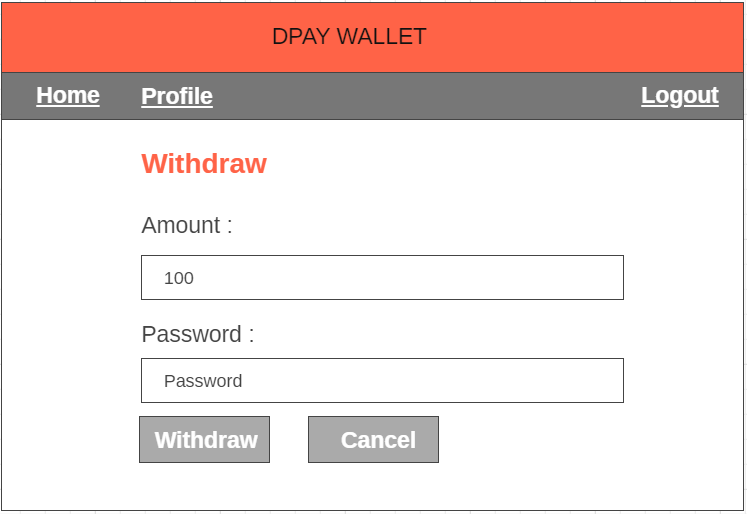 DPAY WALLET
Home Profile Logout
Withdraw
Amount :
100
Password :
Password
Withdraw Cancel